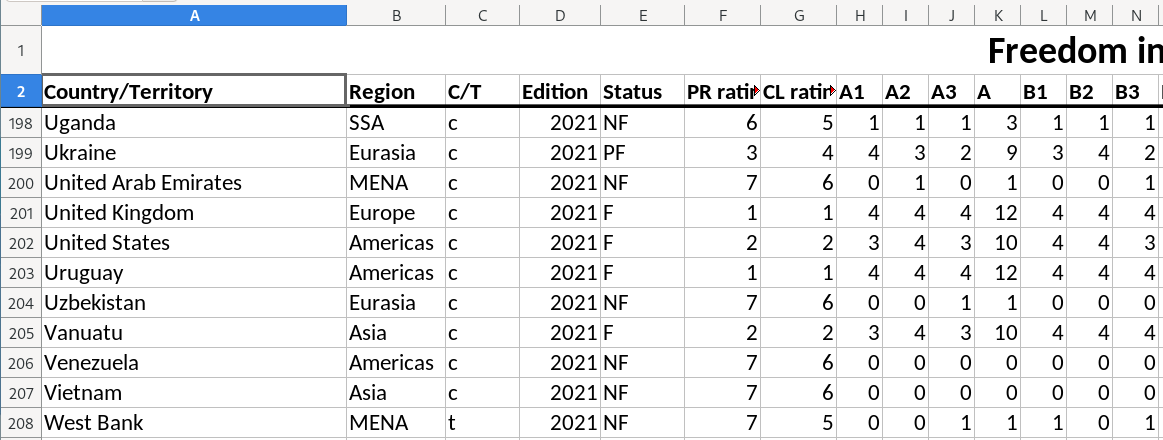 A B C D E F G H I J K L M N
1 Freedom in
2 Country/Territory Region C/T Edition Status PR ratin CL ratin A1 A2 A3 A B1 B2 B3
198 Uganda SSA c 2021 NF 6 5 1 1 1 3 1 1 1
199 Ukraine Eurasia c 2021 PF 3 4 4 3 2 9 3 4 2
200 United Arab Emirates MENA c 2021 NF 7 6 0 1 0 1 0 0 1
201 United Kingdom Europe c 2021 F 1 1 4 4 4 12 4 4 4
202 United States Americas c 2021 F 2 2 3 4 3 10 4 4 3
203 Uruguay Americas c 2021 F 1 1 4 4 4 12 4 4 4
204 Uzbekistan Eurasia c 2021 NF 7 6 0 0 1 1 0 0 0
205 Vanuatu Asia c 2021 F 2 2 3 4 3 10 4 4 4
206 Venezuela Americas c 2021 NF 7 6 0 0 0 0 0 0 0
207 Vietnam Asia c 2021 NF 7 6 0 0 0 0 0 0 0
208 West Bank MENA t 2021 NF 7 5 0 0 1 1 1 0 1